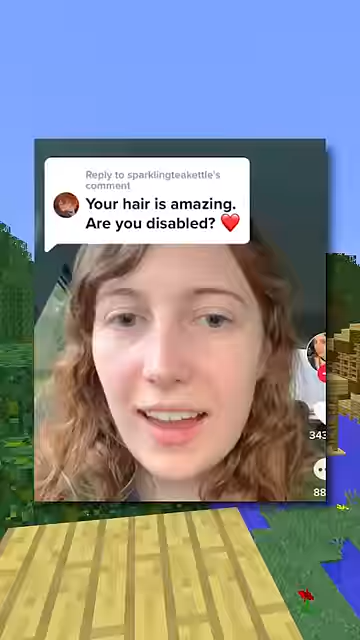 Reply to sparklingteakettle's
comment
Your hair is amazing.
Are you disabled? ❤️
343
88